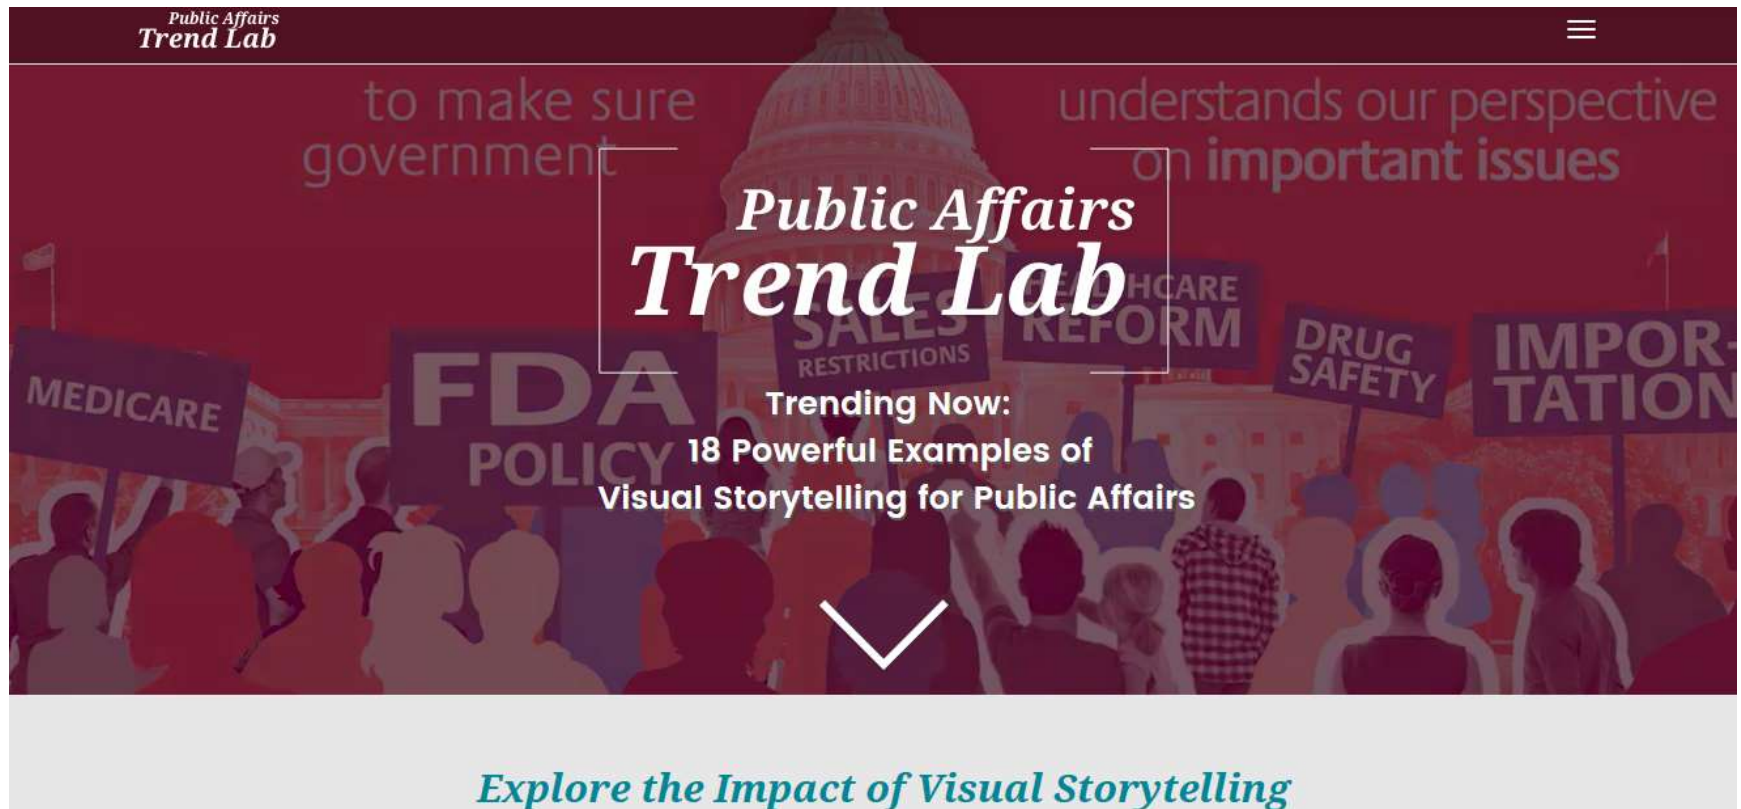 Public Affairs
Trend Lab
to make sure
government
understands our perspective
on important issues
Public Affairs
Trend Lab
MEDICARE
FDA
POLICY
SALES
RESTRICTIONS
HEALTHCARE
REFORM
DRUG
SAFETY
IMPOR-
TATION
Trending Now:
18 Powerful Examples of
Visual Storytelling for Public Affairs
Explore the Impact of Visual Storytelling